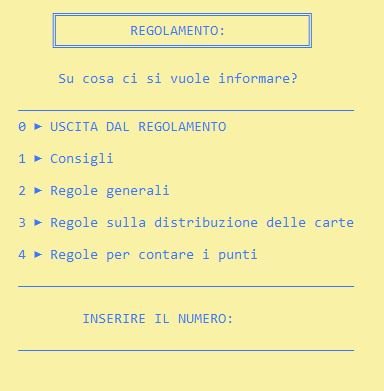 REGOLAMENTO:
Su cosa ci si vuole informare?
0 ► USCITA DAL REGOLAMENTO
1 ► Consigli
2 ► Regole generali
3 ► Regole sulla distribuzione delle carte
4 ► Regole per contare i punti
INSERIRE IL NUMERO: